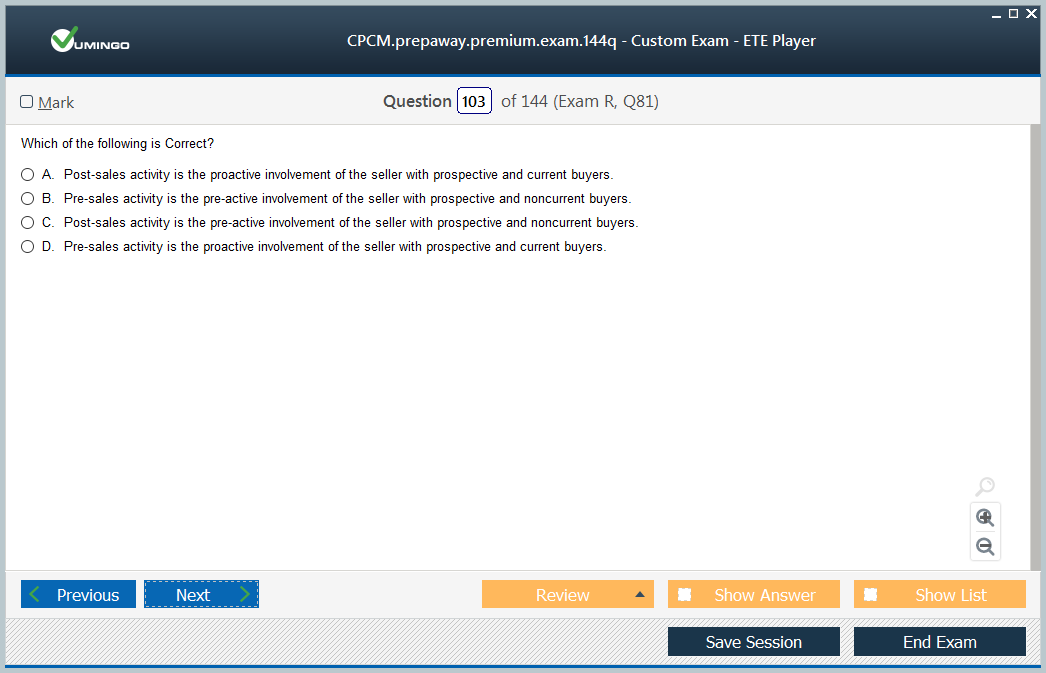 VUMINGO
CPCM.prepaway.premium.exam.144q - Custom Exam - ETE Player
Mark
Question 103 of 144 (Exam R, Q81)
Which of the following is Correct?
A. Post-sales activity is the proactive involvement of the seller with prospective and current buyers.
B. Pre-sales activity is the pre-active involvement of the seller with prospective and noncurrent buyers.
C. Post-sales activity is the pre-active involvement of the seller with prospective and noncurrent buyers.
D. Pre-sales activity is the proactive involvement of the seller with prospective and current buyers.
Previous
Next
Review
Show Answer
Show List
Save Session
End Exam